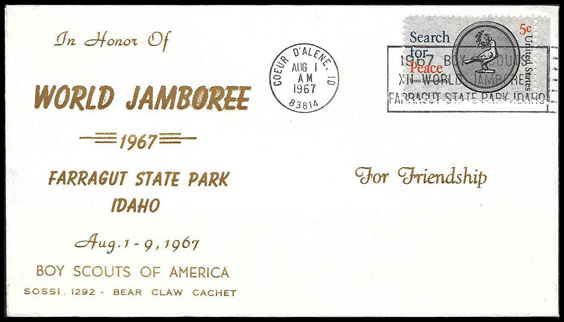 In Honor Of
WORLD JAMBOREE
1967
FARRAGUT STATE PARK
IDAHO
Aug. 1 - 9, 1967
BOY SCOUTS OF AMERICA
SOSSI. 1292 - BEAR CLAW CACHET
COEUR D'ALENE, ID
AUG 1
AM
1967
83814
Search
for
Peace
5c
United States
1967 BOY
XII WORLD JAMBOREE
FARRAGUT STATE PARK IDAHO
For Friendship